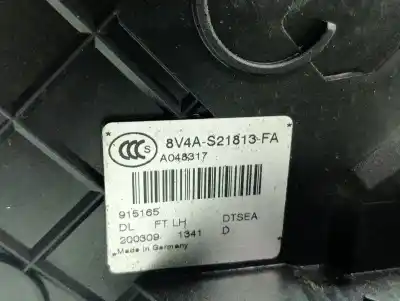 CCC S
8V4A-S21813-FA
A048317
915165
DL FT LH DTSEA
200309 1341 D
Made in Germany